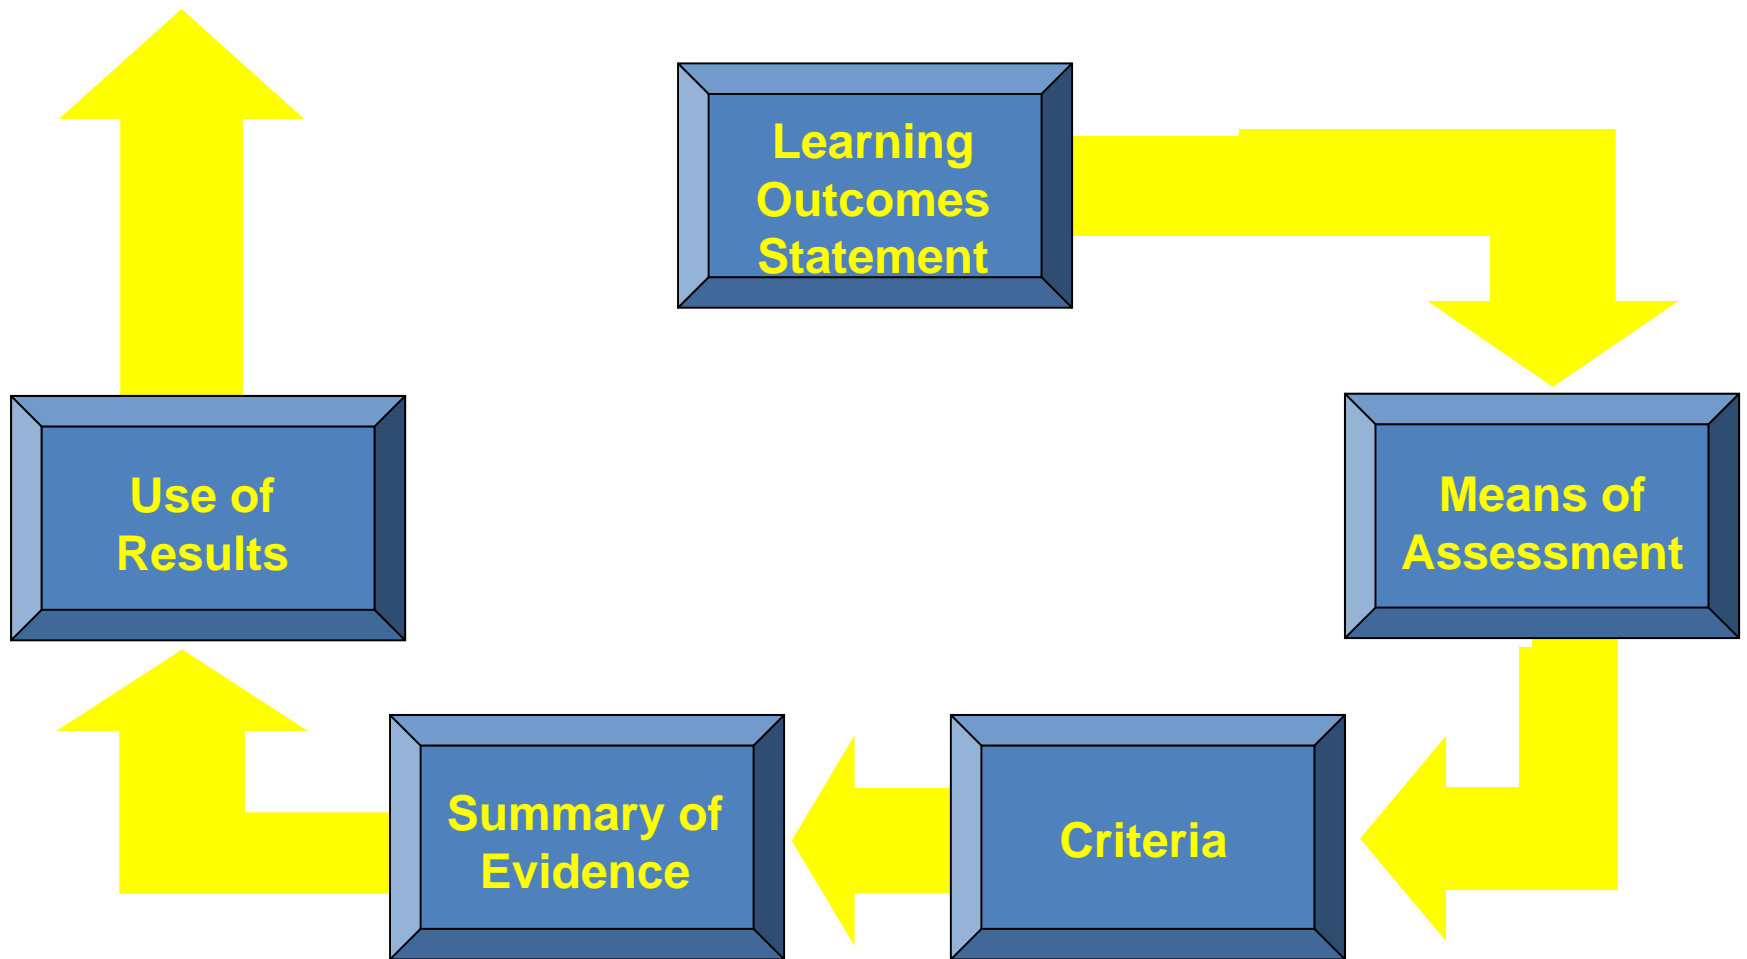 Learning
Outcomes
Statement
Use of
Results
Means of
Assessment
Summary of
Evidence
Criteria